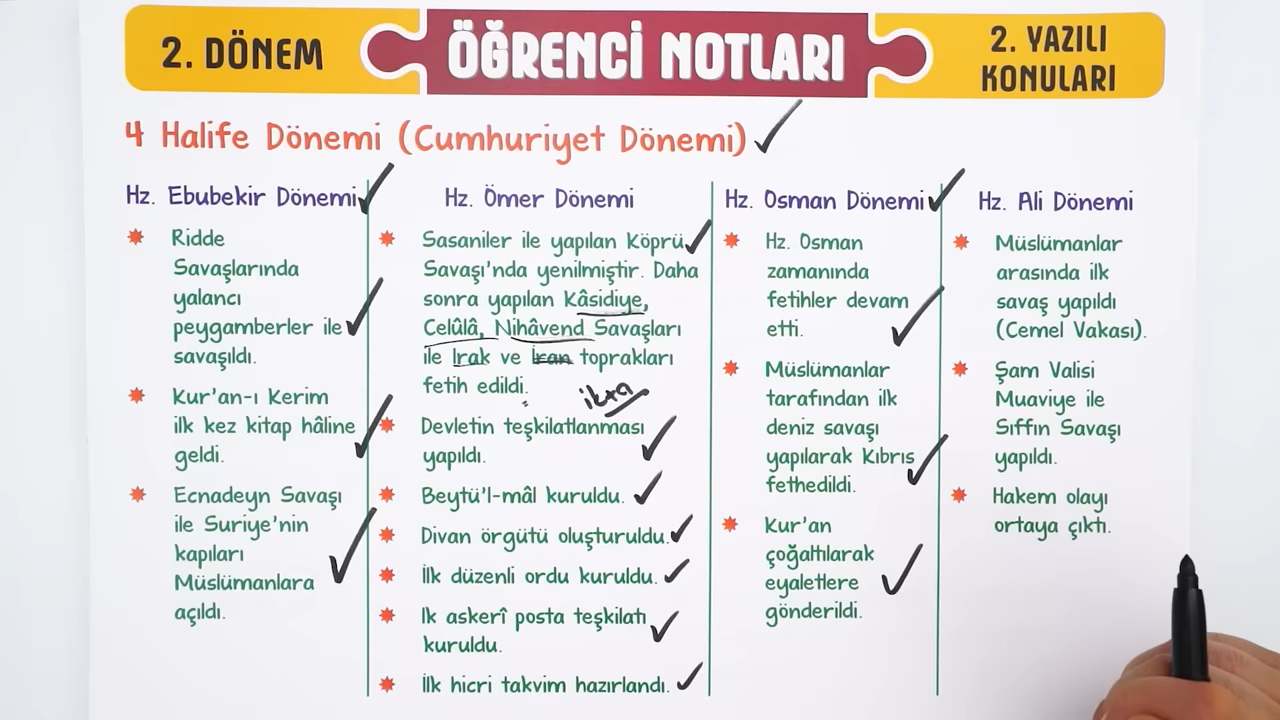 2. DÖNEM
ÖĞRENCİ NOTLARI
2. YAZILI
KONULARI
4 Halife Dönemi (Cumhuriyet Dönemi)
Hz. Ebubekir Dönemi
Ridde
Savaşlarında
yalancı
peygamberler ile
savaşıldı.
Kur'an-ı Kerim
ilk kez kitap hâline
geldi.
Ecnadeyn Savaşı
ile Suriye'nin
kapıları
Müslümanlara
açıldı.
Hz. Ömer Dönemi
Sasaniler ile yapılan Köprü
Savaşı'nda yenilmiştir. Daha
sonra yapılan Kâsidiye,
Celûlâ, Nihâvend Savaşları
ile Irak ve İran toprakları
fetih edildi.
ikta
Devletin teşkilatlanması
yapıldı.
Beytü'l-mâl kuruldu.
Divan örgütü oluşturuldu.
İlk düzenli ordu kuruldu.
Ik askerî posta teşkilatı
kuruldu.
İlk hicri takvim hazırlandı.
Hz. Osman Dönemi
Hz. Osman
zamanında
fetihler devam
etti.
Müslümanlar
tarafından ilk
deniz savaşı
yapılarak Kıbrıs
fethedildi.
Kur'an
çoğaltılarak
eyaletlere
gönderildi.
Hz. Ali Dönemi
Müslümanlar
arasında ilk
savaş yapıldı
(Cemel Vakası).
Şam Valisi
Muaviye ile
Sıffın Savaşı
yapıldı.
Hakem olayı
ortaya çıktı.